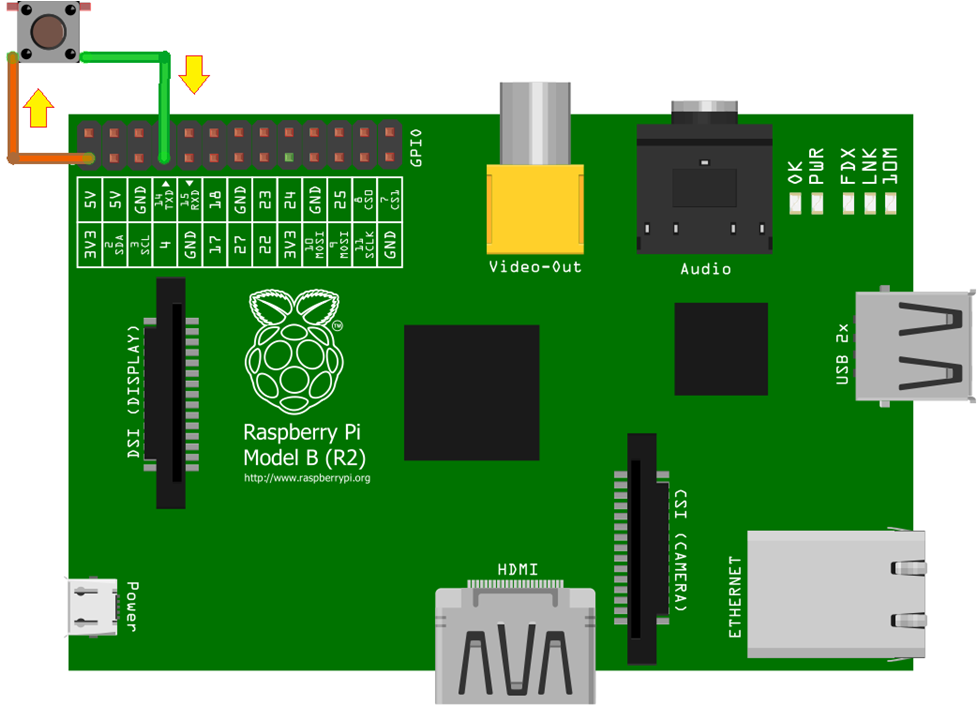 GPIO
5V 5V GND 14 TXD 15 RXD 18 GND 23 24 GND 25 8 CS0 7 CS1
3V3 2 SDA 3 SCL 4 GND 17 27 22 3V3 10 MOSI 9 MOSI 11 SCLK GND
Video-Out
Audio
OK
PWR
FDX
LNK
10M
DSI (DISPLAY)
TM
Raspberry Pi
Model B (R2)
http://www.raspberrypi.org
USB 2x
CSI (CAMERA)
Power
HDMI
ETHERNET